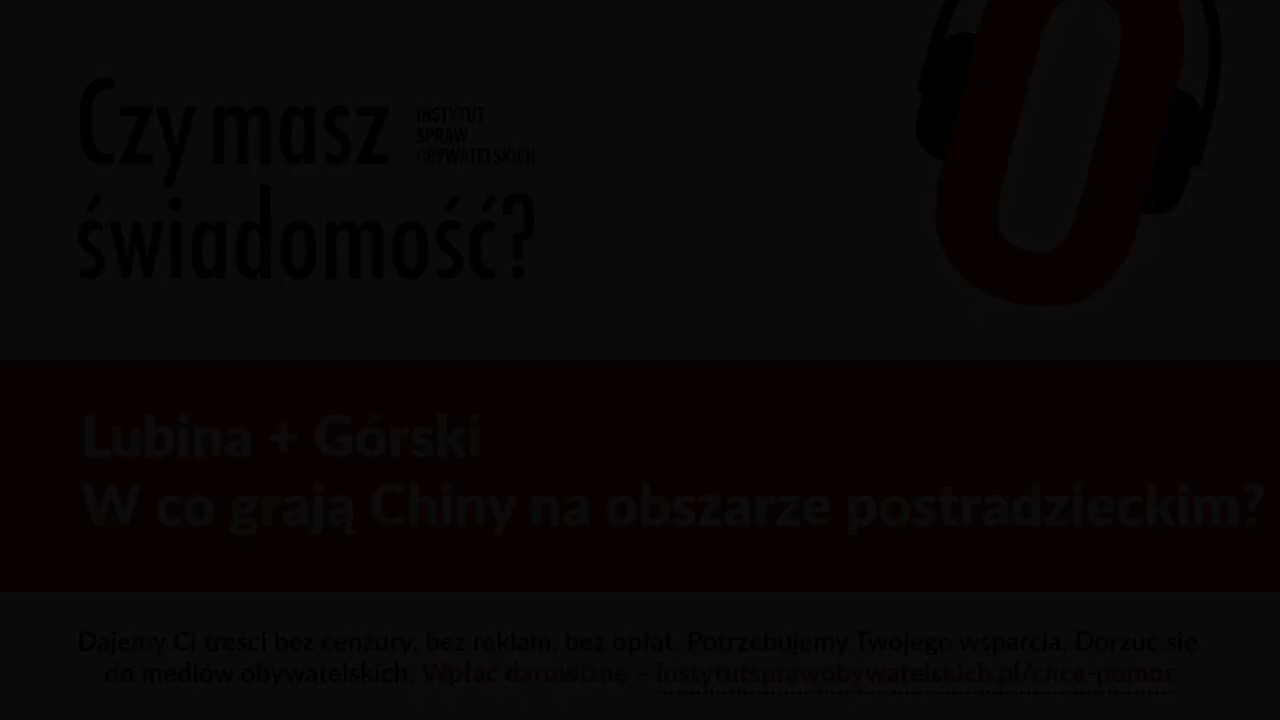 Czy masz
INSTYTUT
SPRAW
OBYWATELSKICH
świadomość?
Lubina + Górski
W co grają Chiny na obszarze postradzieckim?
Dajemy Ci treści bez cenzury, bez reklam, bez opłat. Potrzebujemy Twojego wsparcia. Dorzuć się
do mediów obywatelskich. Wpłać darowiznę – instytutsprawobywatelskich.pl/chce-pomoc